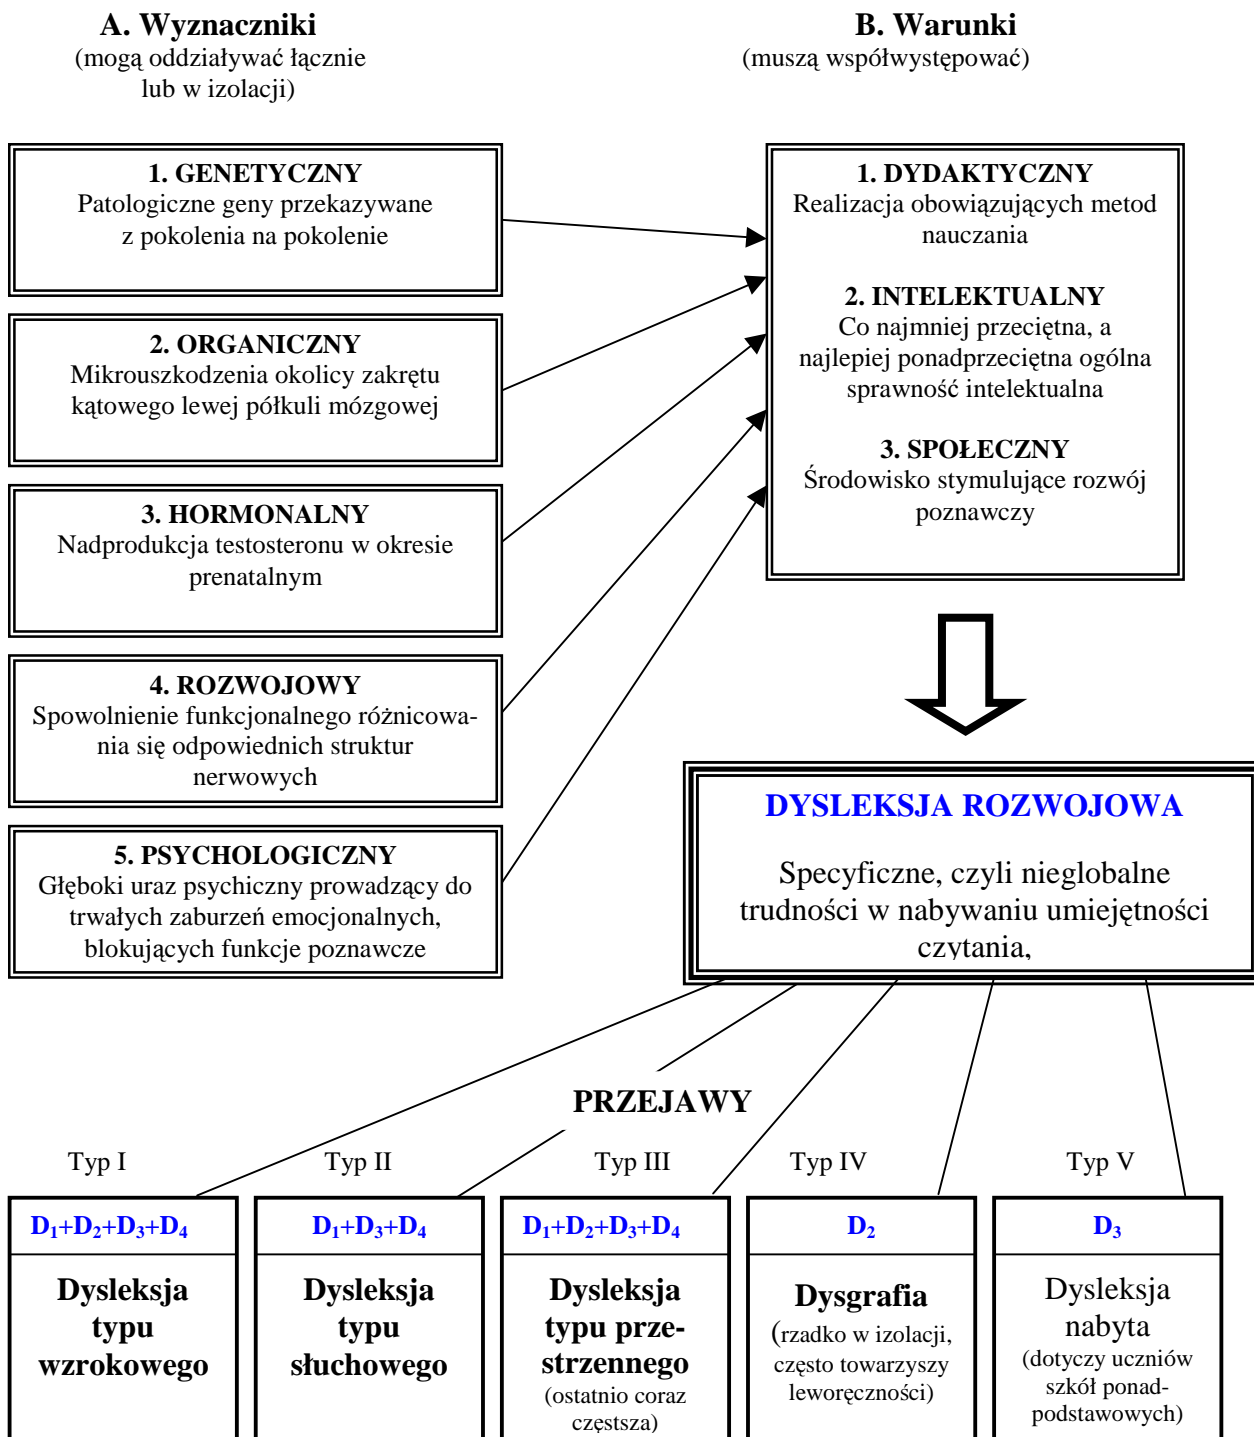 A. Wyznaczniki
(mogą oddziaływać łącznie
lub w izolacji)
B. Warunki
(muszą współwystępować)
1. GENETYCZNY
Patologiczne geny przekazywane
z pokolenia na pokolenie
2. ORGANICZNY
Mikrouszkodzenia okolicy zakrętu
kątowego lewej półkuli mózgowej
3. HORMONALNY
Nadprodukcja testosteronu w okresie
prenatalnym
4. ROZWOJOWY
Spowolnienie funkcjonalnego różnicowa-
nia się odpowiednich struktur
nerwowych
5. PSYCHOLOGICZNY
Głęboki uraz psychiczny prowadzący do
trwałych zaburzeń emocjonalnych,
blokujących funkcje poznawcze
1. DYDAKTYCZNY
Realizacja obowiązujących metod
nauczania
2. INTELEKTUALNY
Co najmniej przeciętna, a
najlepiej ponadprzeciętna ogólna
sprawność intelektualna
3. SPOŁECZNY
Środowisko stymulujące rozwój
poznawczy
DYSLEKSJA ROZWOJOWA
Specyficzne, czyli nieglobalne
trudności w nabywaniu umiejętności
czytania,
PRZEJAWY
Typ I
Typ II
Typ III
Typ IV
Typ V
D₁+D₂+D₃+D₄
Dysleksja
typu
wzrokowego
D₁+D₃+D₄
Dysleksja
typu
słuchowego
D₁+D₂+D₃+D₄
Dysleksja
typu prze-
strzennego
(ostatnio coraz
częstsza)
D₂
Dysgrafia
(rzadko w izolacji,
często towarzyszy
leworęczności)
D₃
Dysleksja
nabyta
(dotyczy uczniów
szkół ponad-
podstawowych)